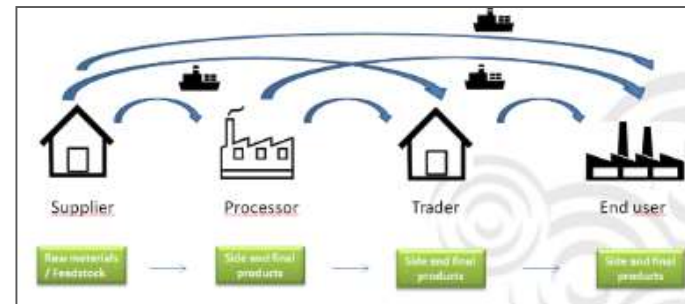 Supplier
Processor
Trader
End user
Raw materials
/ Feedstock
Side and final
products
Side and final
products
Side and final
products